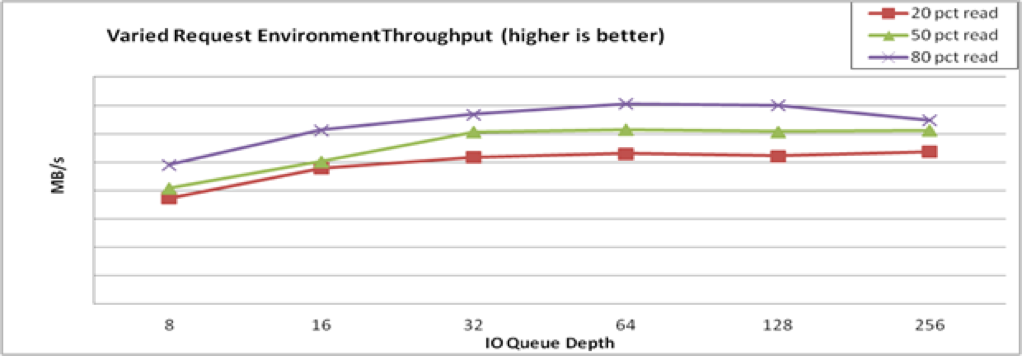 20 pct read
Varied Request EnvironmentThroughput (higher is better)
50 pct read
80 pct read
MB/s
8 16 32 64 128 256
IO Queue Depth